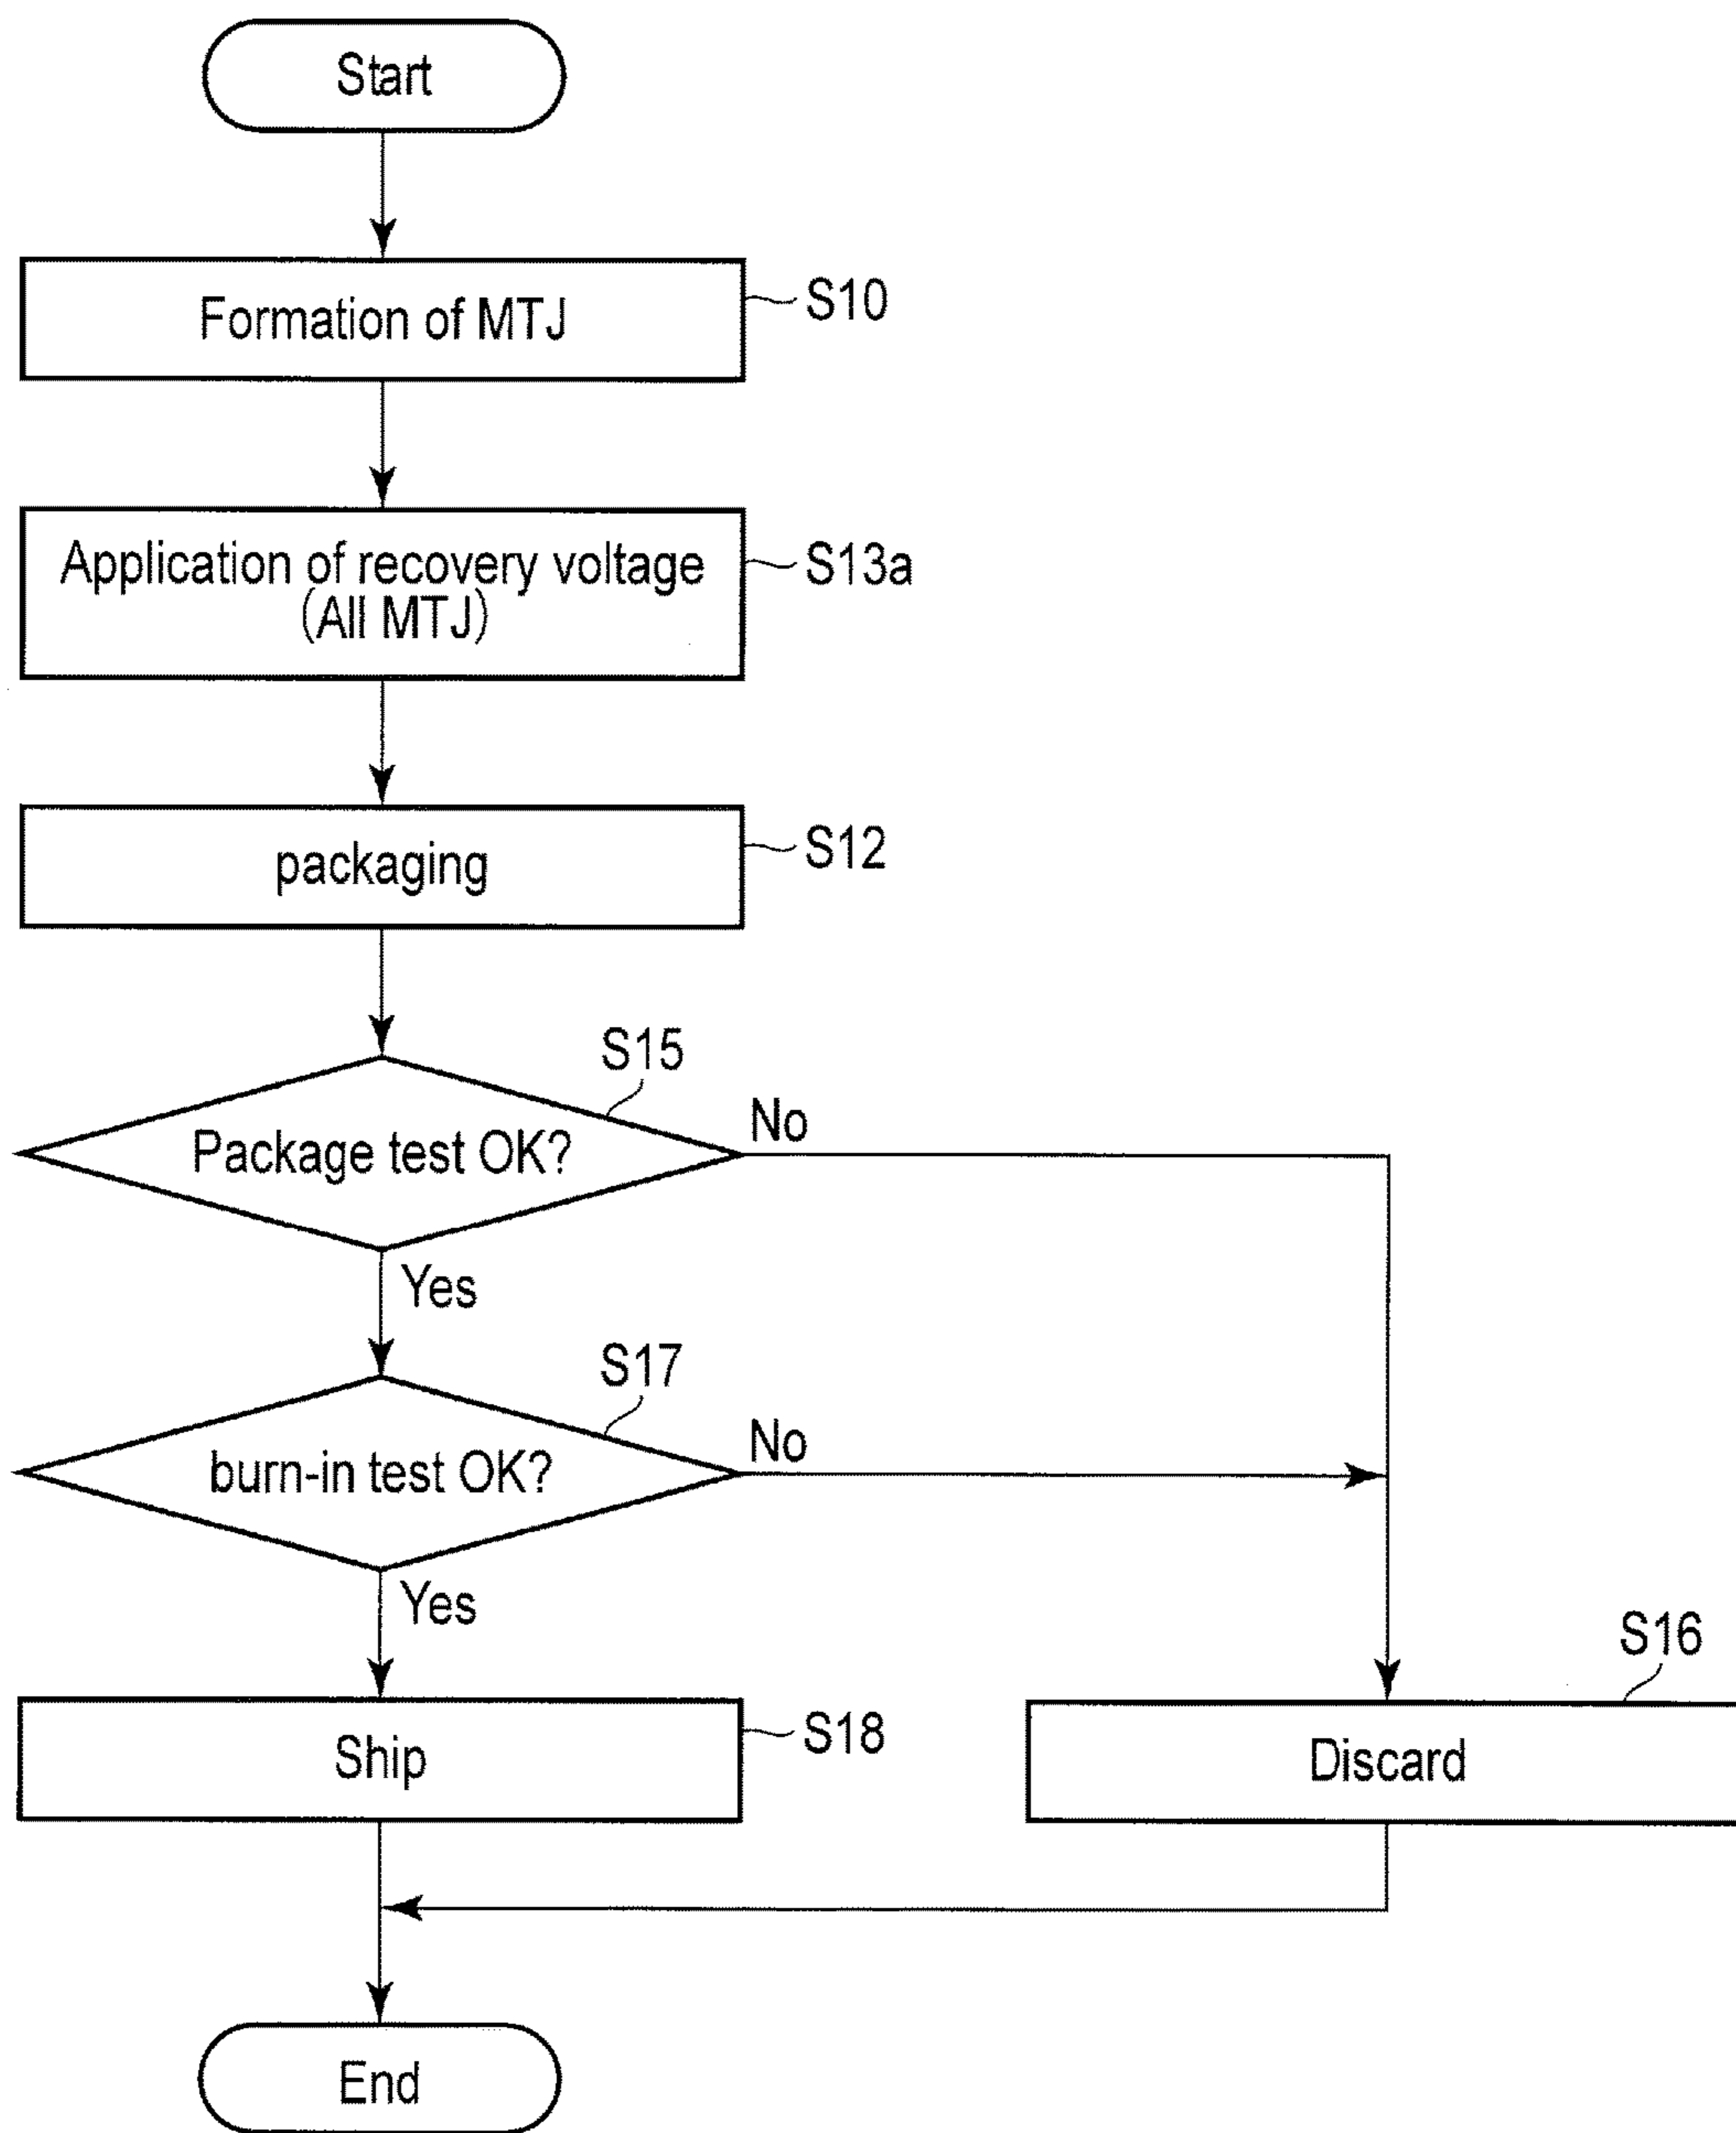 Start
Formation of MTJ
S10
Application of recovery voltage
(All MTJ)
S13a
packaging
S12
S15
Package test OK?
No
Yes
S17
burn-in test OK?
No
Yes
S16
Ship
S18
Discard
End